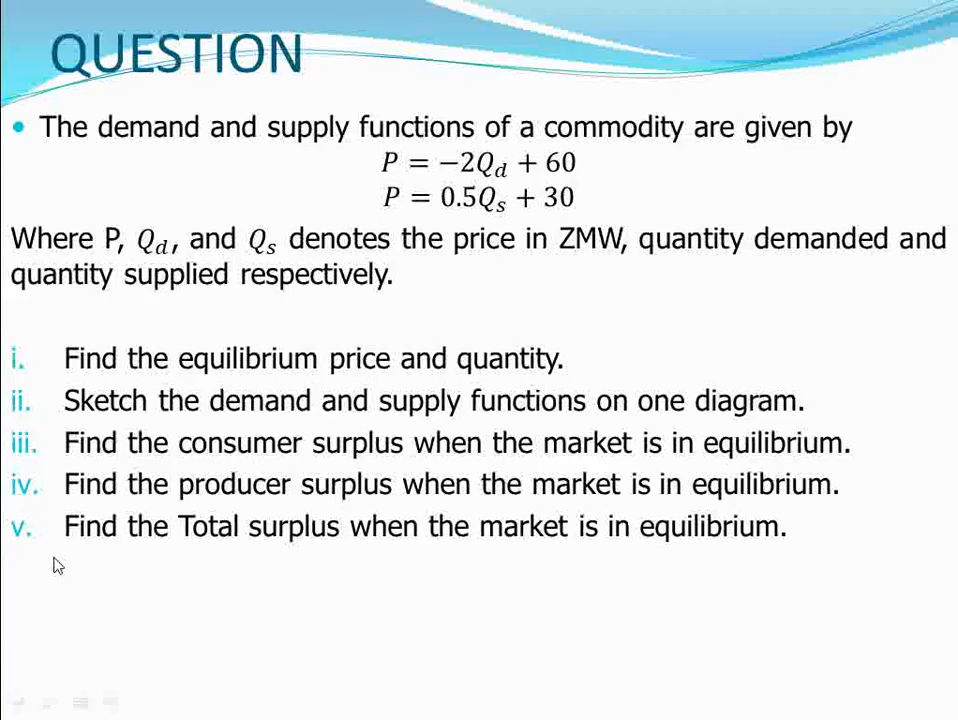 QUESTION
• The demand and supply functions of a commodity are given by
P = −2Q_d + 60
P = 0.5Q_s + 30
Where P, Q_d, and Q_s denotes the price in ZMW, quantity demanded and
quantity supplied respectively.
i. Find the equilibrium price and quantity.
ii. Sketch the demand and supply functions on one diagram.
iii. Find the consumer surplus when the market is in equilibrium.
iv. Find the producer surplus when the market is in equilibrium.
v. Find the Total surplus when the market is in equilibrium.